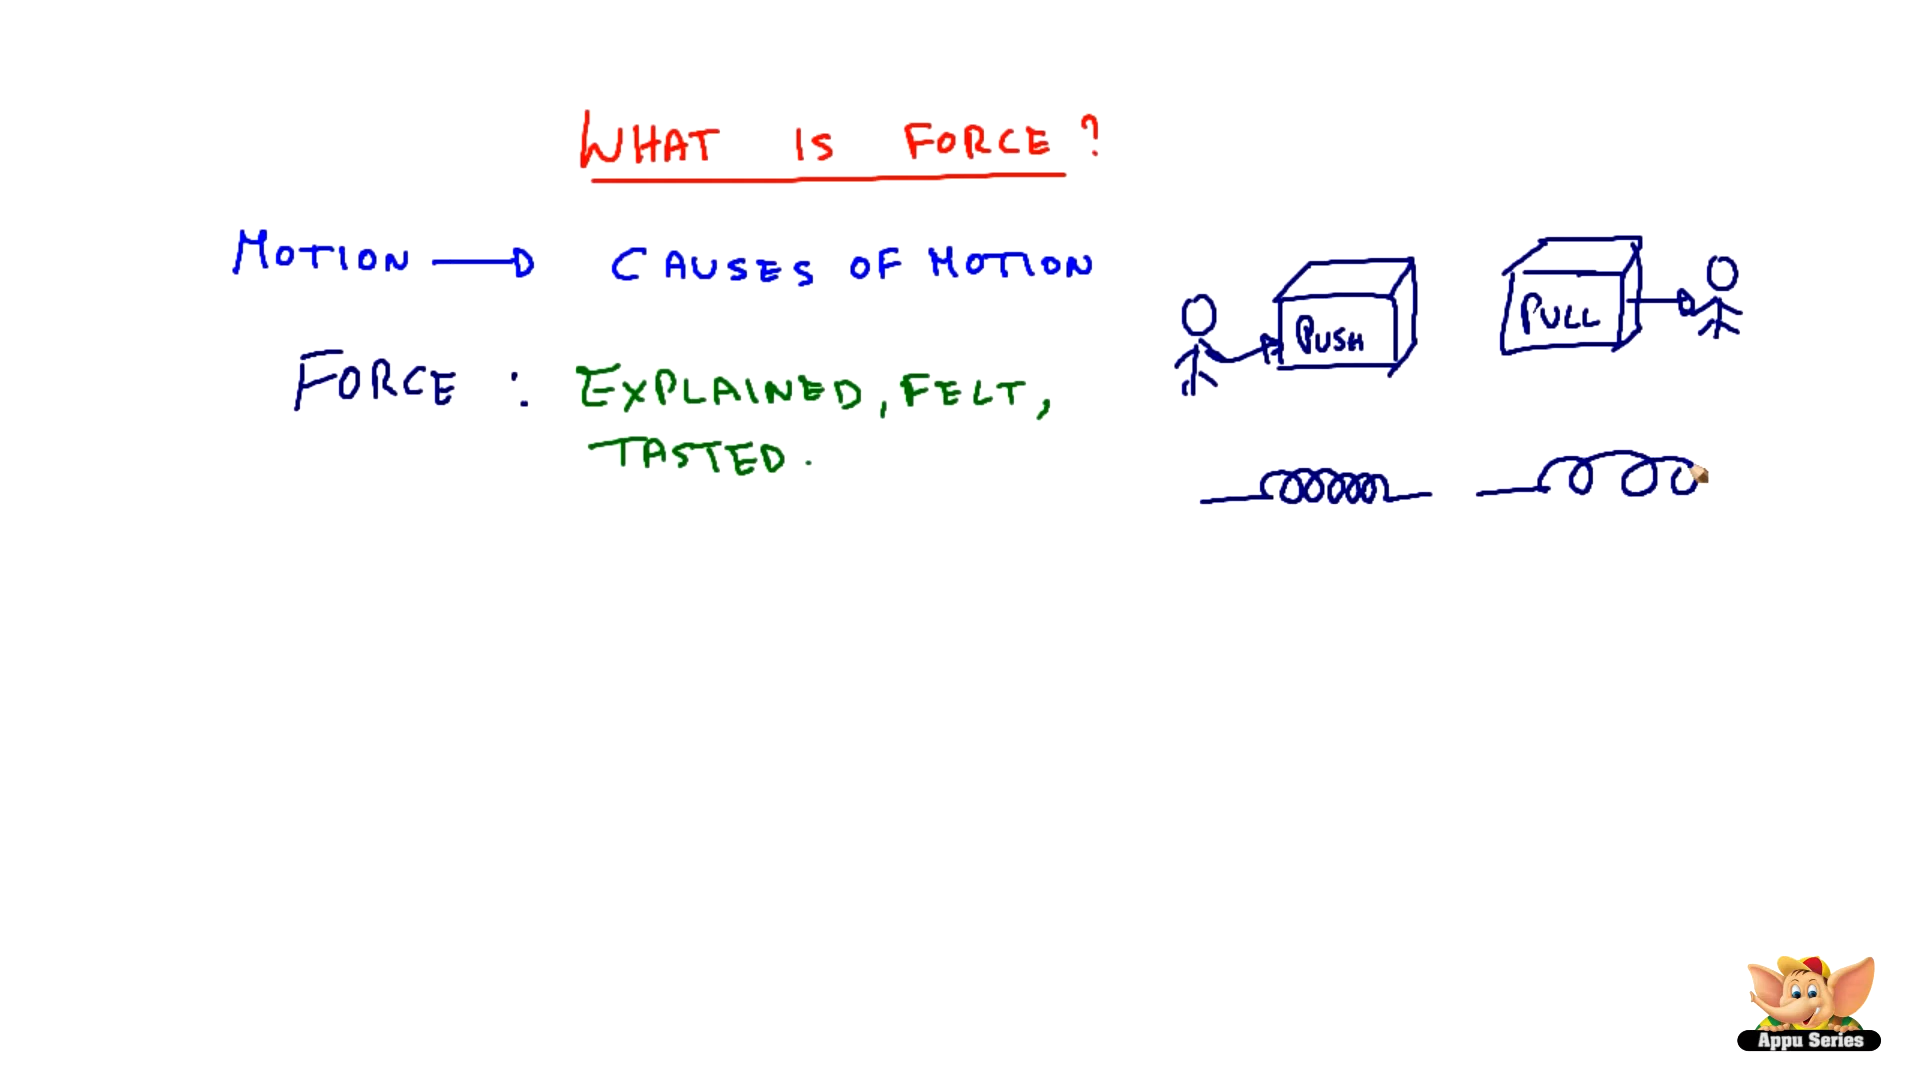 WHAT IS FORCE?
MOTION → CAUSES OF MOTION
PUSH
PULL
FORCE : EXPLAINED, FELT,
TASTED.
Appu Series